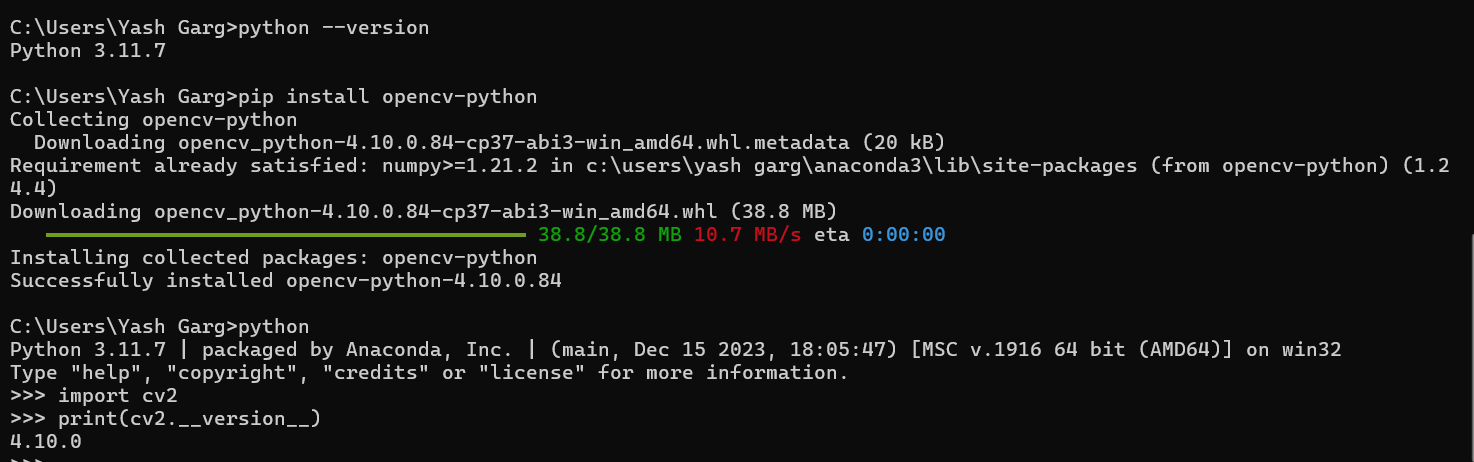 C:\Users\Yash Garg>python --version
Python 3.11.7
C:\Users\Yash Garg>pip install opencv-python
Collecting opencv-python
  Downloading opencv_python-4.10.0.84-cp37-abi3-win_amd64.whl.metadata (20 kB)
Requirement already satisfied: numpy>=1.21.2 in c:\users\yash garg\anaconda3\lib\site-packages (from opencv-python) (1.2
4.4)
Downloading opencv_python-4.10.0.84-cp37-abi3-win_amd64.whl (38.8 MB)
38.8/38.8 MB 10.7 MB/s eta 0:00:00
Installing collected packages: opencv-python
Successfully installed opencv-python-4.10.0.84
C:\Users\Yash Garg>python
Python 3.11.7 | packaged by Anaconda, Inc. | (main, Dec 15 2023, 18:05:47) [MSC v.1916 64 bit (AMD64)] on win32
Type "help", "copyright", "credits" or "license" for more information.
>>> import cv2
>>> print(cv2.__version__)
4.10.0
>>>